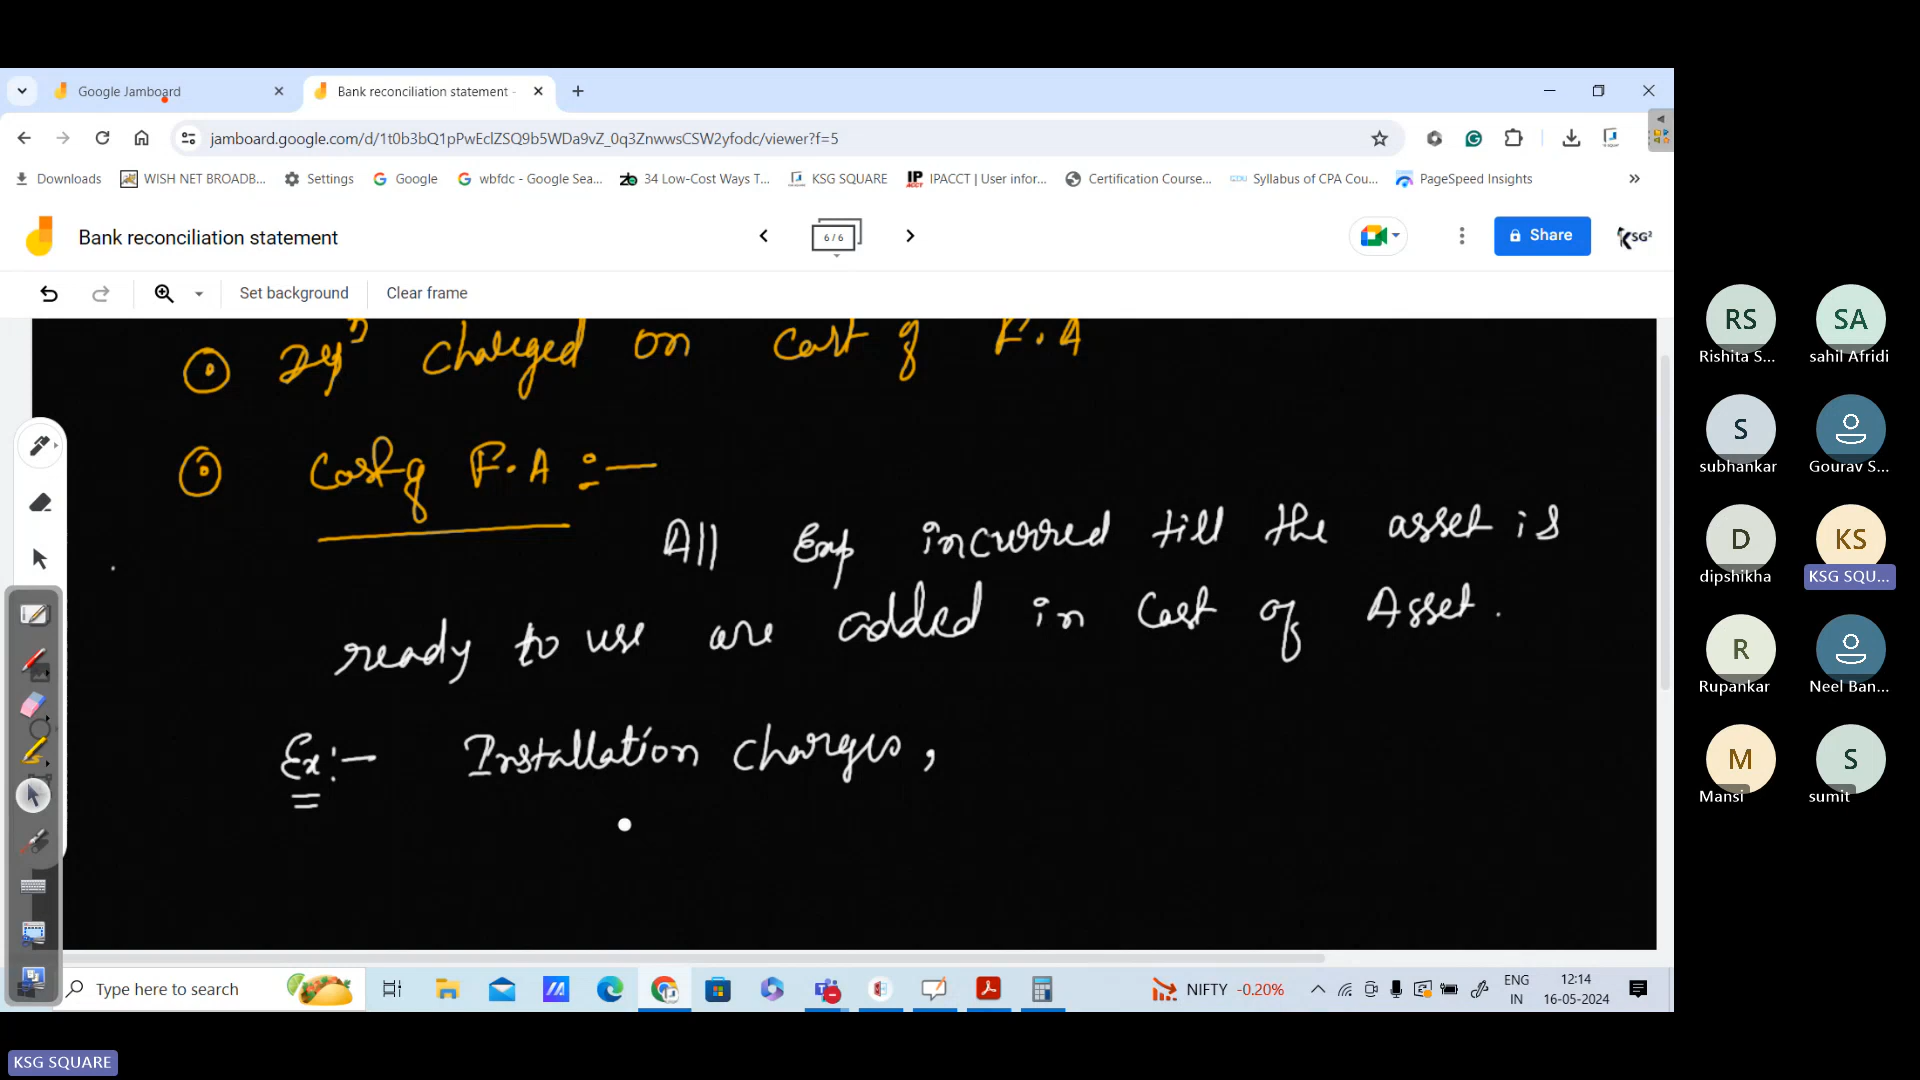 Google Jamboard
Bank reconciliation statement -
jamboard.google.com/d/1t0b3bQ1pPwEclZSQ9b5WDa9vZ_0q3ZnwwsCSW2yfodc/viewer?f=5
Downloads WISH NET BROADB... Settings Google wbfdc - Google Sea... 34 Low-Cost Ways T... KSG SQUARE IPACCT | User infor... Certification Course... Syllabus of CPA Cou... PageSpeed Insights
Bank reconciliation statement
6 / 6
Share
KSG²
Set background Clear frame
Depⁿ charged on cost of F.A
Cost of F.A :—
All Exp incurred till the asset is
ready to use are added in Cost of Asset.
Ex:— Installation charges,
RS SA
Rishita S... sahil Afridi
S
subhankar Gourav S...
D KS
dipshikha KSG SQU...
R
Rupankar Neel Ban...
M S
Mansi sumit
Type here to search
NIFTY -0.20%
ENG
IN
12:14
16-05-2024
KSG SQUARE